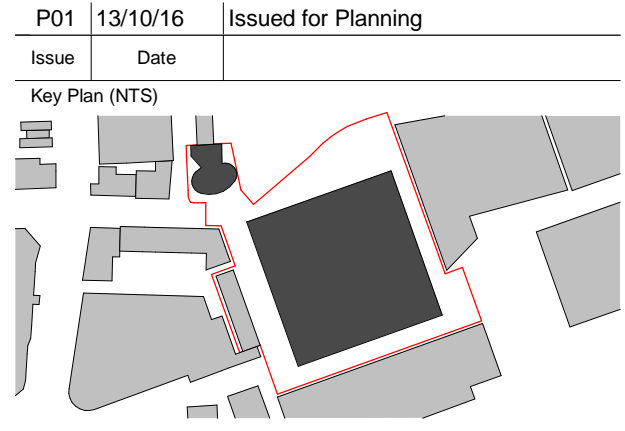 P01 13/10/16 Issued for Planning
Issue Date
Key Plan (NTS)